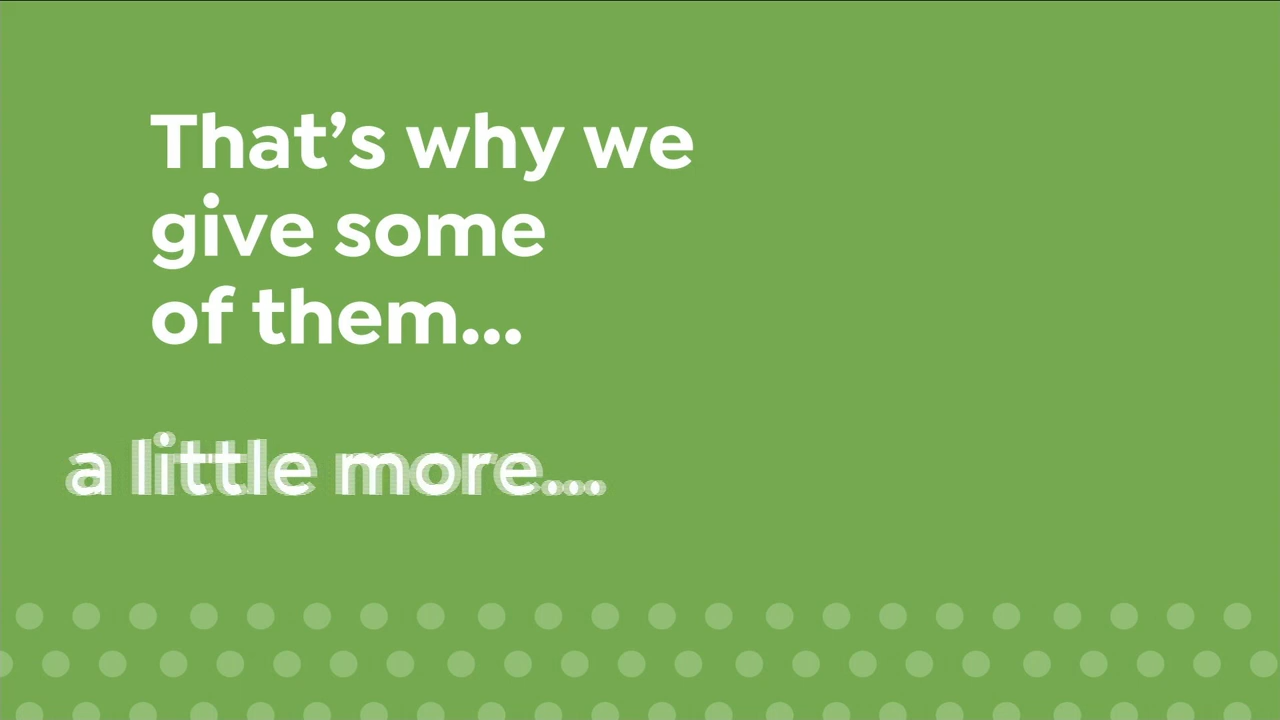 That’s why we
give some
of them...
a little more...